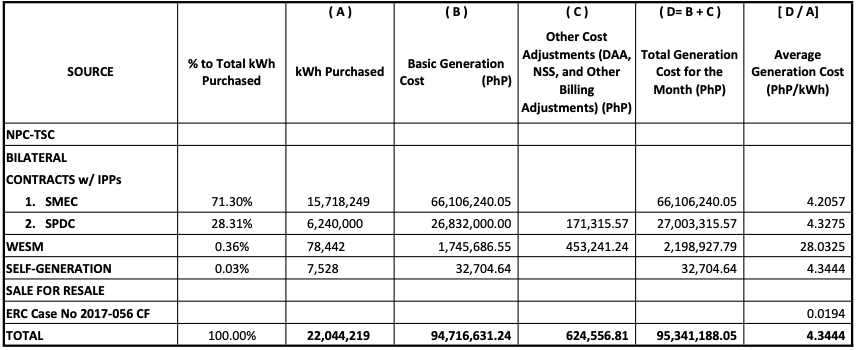 ( A ) ( B ) ( C ) ( D= B + C ) [ D / A]
SOURCE % to Total kWh Purchased kWh Purchased Basic Generation Cost (PhP) Other Cost Adjustments (DAA, NSS, and Other Billing Adjustments) (PhP) Total Generation Cost for the Month (PhP) Average Generation Cost (PhP/kWh)
NPC-TSC
BILATERAL
CONTRACTS w/ IPPs
1. SMEC 71.30% 15,718,249 66,106,240.05 66,106,240.05 4.2057
2. SPDC 28.31% 6,240,000 26,832,000.00 171,315.57 27,003,315.57 4.3275
WESM 0.36% 78,442 1,745,686.55 453,241.24 2,198,927.79 28.0325
SELF-GENERATION 0.03% 7,528 32,704.64 32,704.64 4.3444
SALE FOR RESALE
ERC Case No 2017-056 CF 0.0194
TOTAL 100.00% 22,044,219 94,716,631.24 624,556.81 95,341,188.05 4.3444